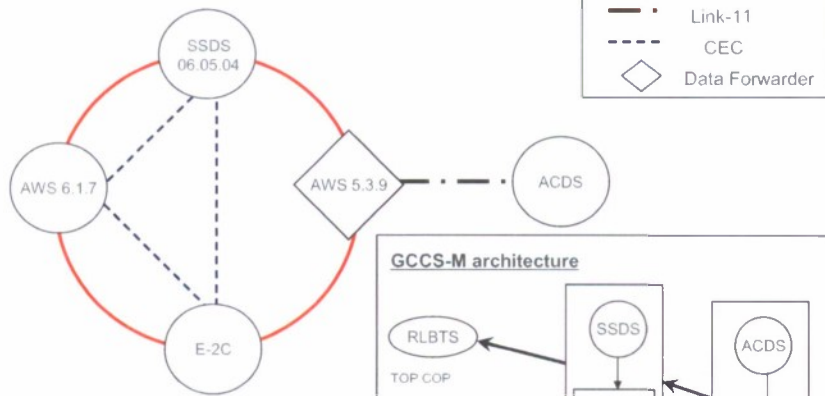 SSDS
06.05.04
Link-11
CEC
Data Forwarder
AWS 6.1.7
AWS 5.3.9
ACDS
E-2C
GCCS-M architecture
RLBTS
SSDS
ACDS
TOP COP